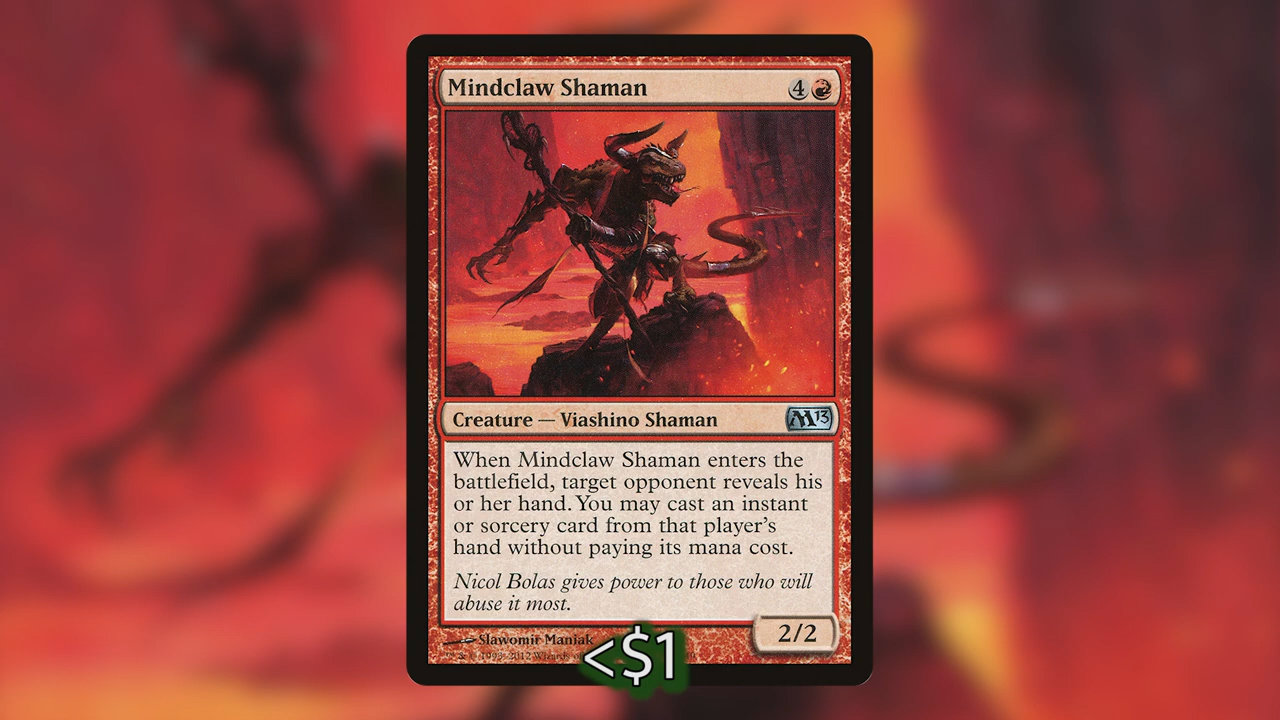 Mindclaw Shaman 4
Creature — Viashino Shaman M13
When Mindclaw Shaman enters the
battlefield, target opponent reveals his
or her hand. You may cast an instant
or sorcery card from that player's
hand without paying its mana cost.
Nicol Bolas gives power to those who will
abuse it most.
2/2
Slawomir Maniak
<$1